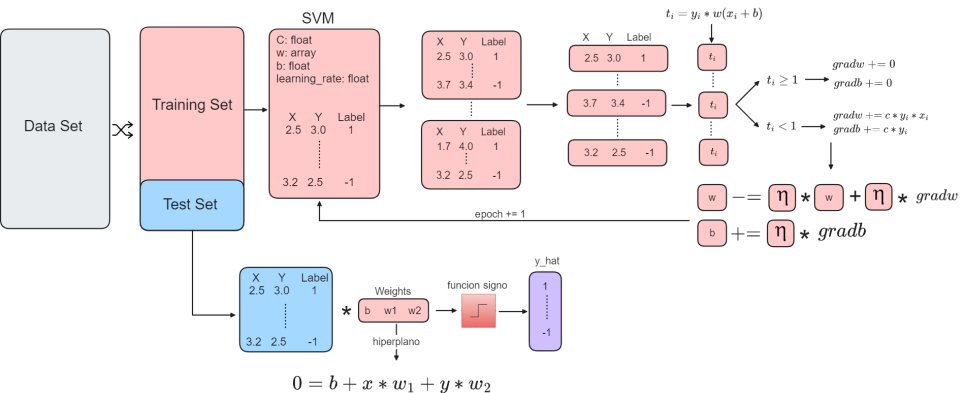 Data Set
Training Set
Test Set
SVM
C: float
w: array
b: float
learning_rate: float
X Y Label
2.5 3.0 1
3.2 2.5 -1
X Y Label
2.5 3.0 1
3.7 3.4 -1
1.7 4.0 1
3.2 2.5 -1
X Y Label
2.5 3.0 1
3.7 3.4 -1
3.2 2.5 -1
t_i = y_i * w(x_i + b)
t_i
t_i
t_i
t_i ≥ 1
gradw += 0
gradb += 0
t_i < 1
gradw += c * y_i * x_i
gradb += c * y_i
w -= η * w + η * gradw
b += η * gradb
epoch += 1
X Y Label
2.5 3.0 1
3.2 2.5 -1
*
Weights
b w1 w2
hiperplano
0 = b + x * w_1 + y * w_2
funcion signo
y_hat
1
-1